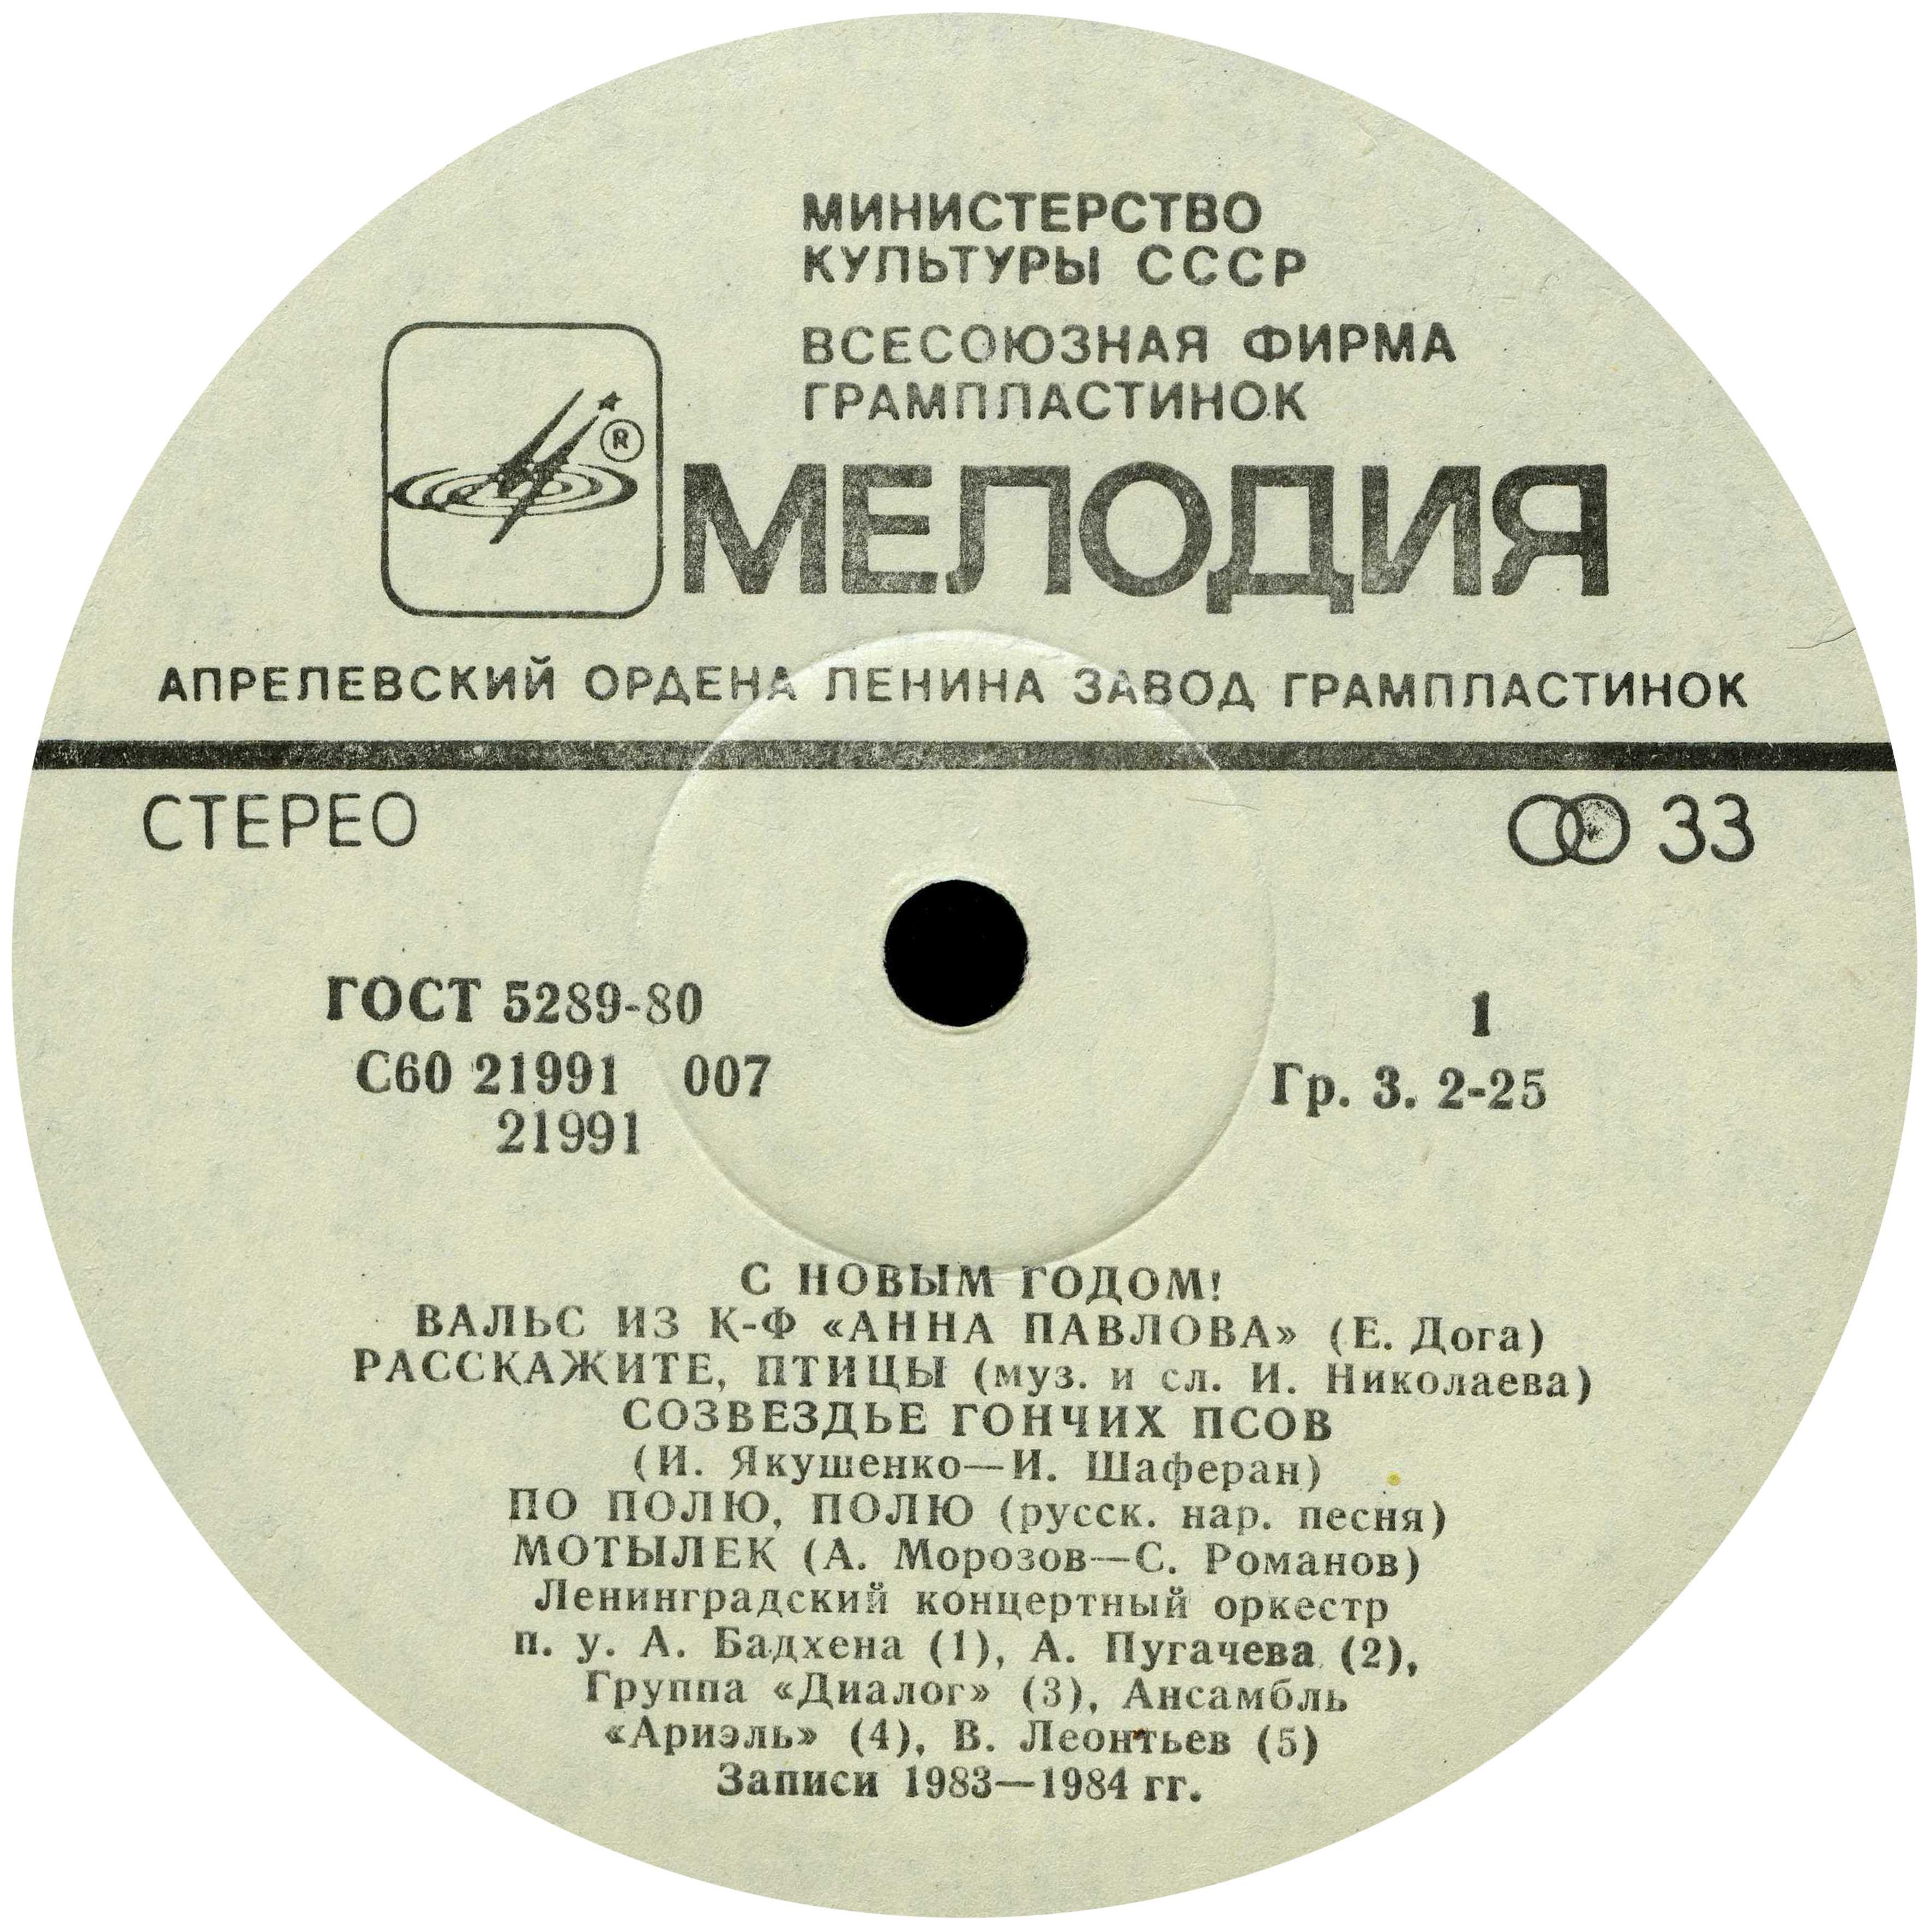 МИНИСТЕРСТВО
КУЛЬТУРЫ СССР
ВСЕСОЮЗНАЯ ФИРМА
ГРАМПЛАСТИНОК
®
МЕЛОДИЯ
АПРЕЛЕВСКИЙ ОРДЕНА ЛЕНИНА ЗАВОД ГРАМПЛАСТИНОК
СТЕРЕО 33
ГОСТ 5289-80 1
С60 21991 007 Гр. 3. 2-25
21991
С НОВЫМ ГОДОМ!
ВАЛЬС ИЗ К-Ф «АННА ПАВЛОВА» (Е. Дога)
РАССКАЖИТЕ, ПТИЦЫ (муз. и сл. И. Николаева)
СОЗВЕЗДЬЕ ГОНЧИХ ПСОВ
(И. Якушенко—И. Шаферан)
ПО ПОЛЮ, ПОЛЮ (русск. нар. песня)
МОТЫЛЕК (А. Морозов—С. Романов)
Ленинградский концертный оркестр
п. у. А. Бадхена (1), А. Пугачева (2),
Группа «Диалог» (3), Ансамбль
«Ариэль» (4), В. Леонтьев (5)
Записи 1983—1984 гг.